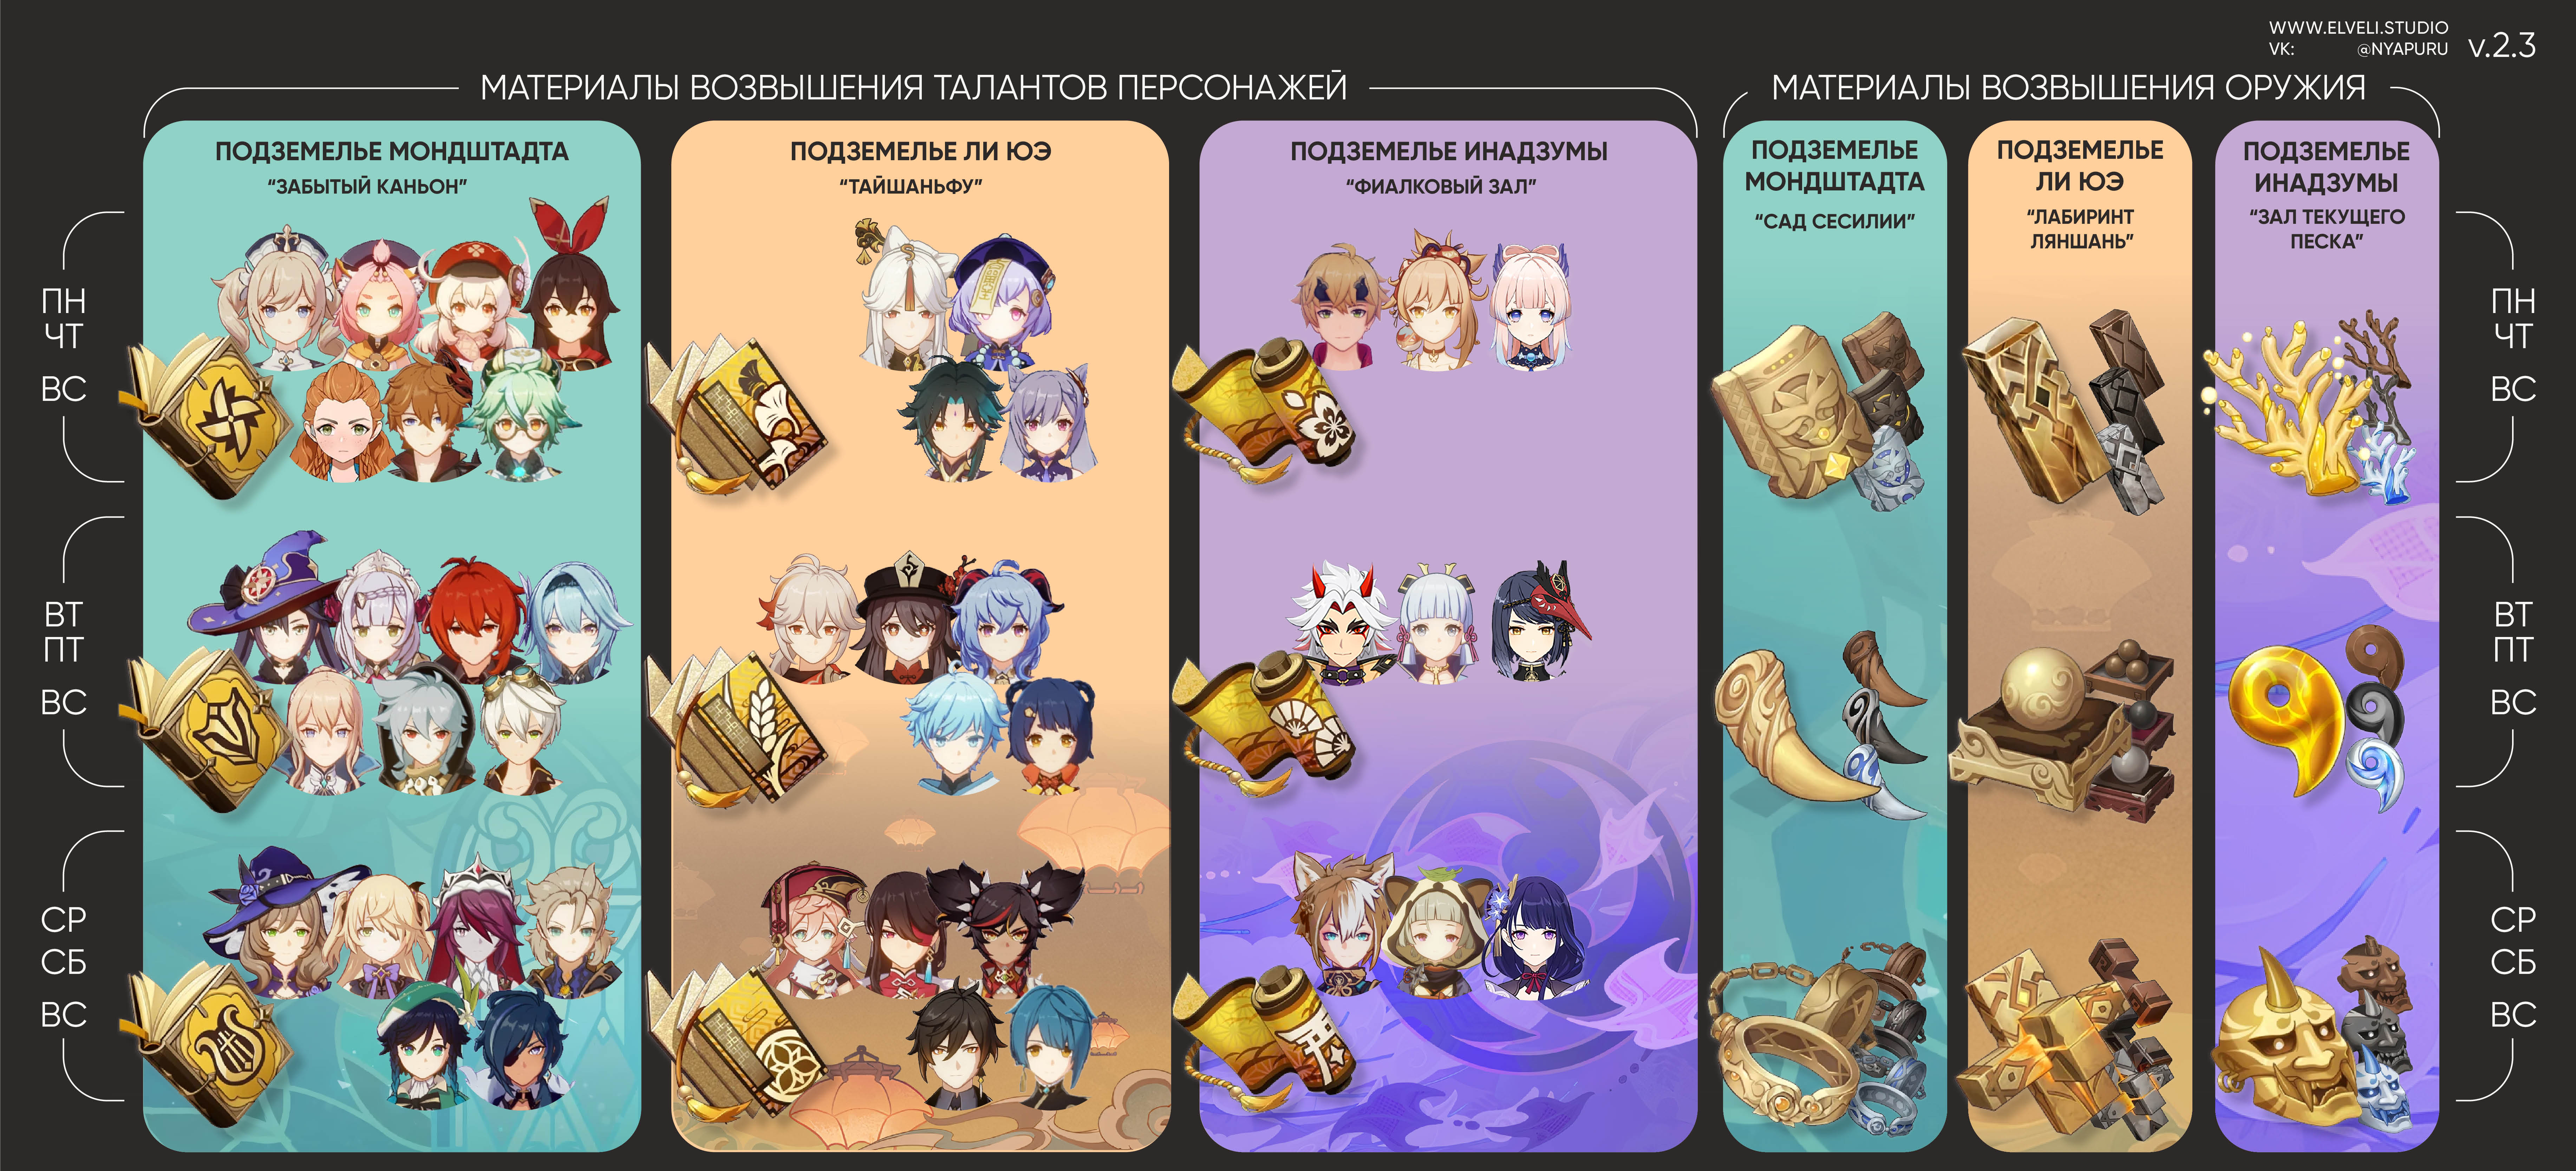 WWW.ELVELI.STUDIO
VK: @NYAPURU
v.2.3
МАТЕРИАЛЫ ВОЗВЫШЕНИЯ ТАЛАНТОВ ПЕРСОНАЖЕЙ
МАТЕРИАЛЫ ВОЗВЫШЕНИЯ ОРУЖИЯ
ПОДЗЕМЕЛЬЕ МОНДШТАДТА
“ЗАБЫТЫЙ КАНЬОН”
ПОДЗЕМЕЛЬЕ ЛИ ЮЭ
“ТАЙШАНЬФУ”
ПОДЗЕМЕЛЬЕ ИНАДЗУМЫ
“ФИАЛКОВЫЙ ЗАЛ”
ПОДЗЕМЕЛЬЕ
МОНДШТАДТА
“САД СЕСИЛИИ”
ПОДЗЕМЕЛЬЕ
ЛИ ЮЭ
“ЛАБИРИНТ
ЛЯНШАНЬ”
ПОДЗЕМЕЛЬЕ
ИНАДЗУМЫ
“ЗАЛ ТЕКУЩЕГО
ПЕСКА”
ПН
ЧТ
ВС
ПН
ЧТ
ВС
ВТ
ПТ
ВС
ВТ
ПТ
ВС
СР
СБ
ВС
СР
СБ
ВС